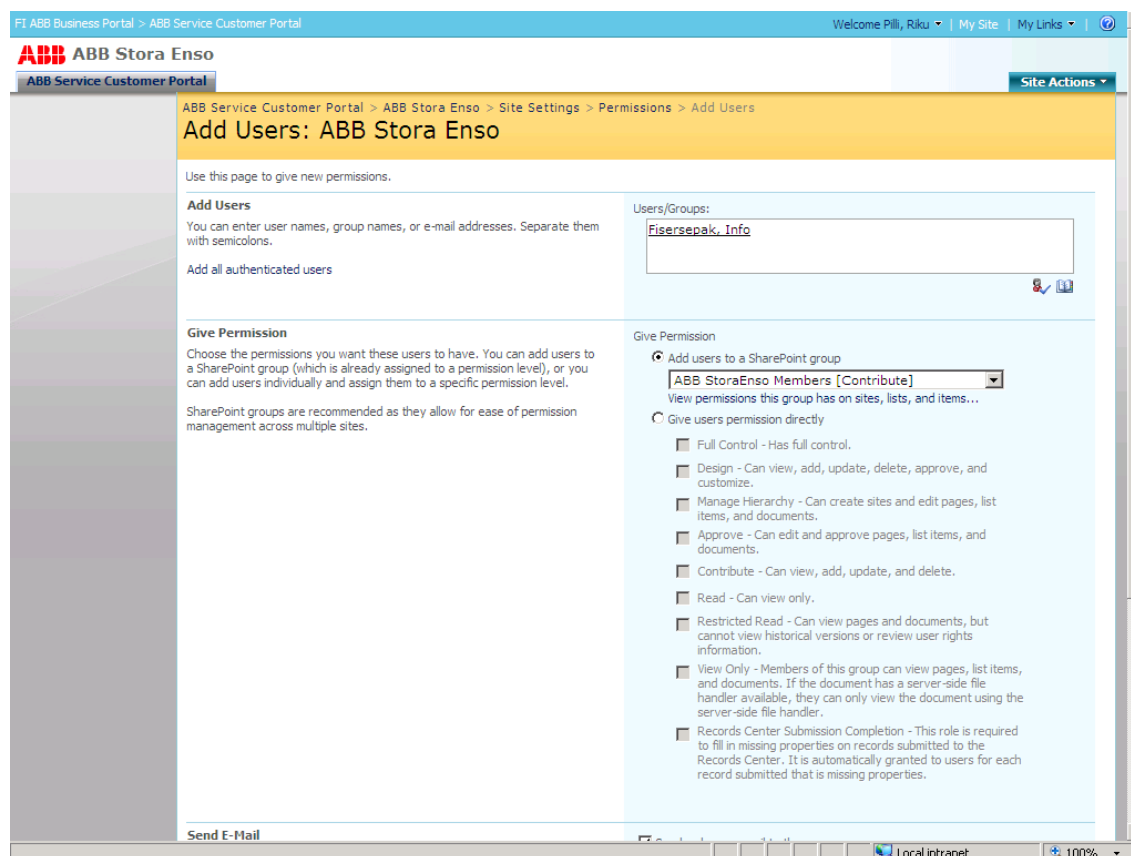 FI ABB Business Portal > ABB Service Customer Portal
Welcome Pilli, Riku | My Site | My Links |
ABB ABB Stora Enso
ABB Service Customer Portal
Site Actions
ABB Service Customer Portal > ABB Stora Enso > Site Settings > Permissions > Add Users
Add Users: ABB Stora Enso
Use this page to give new permissions.
Add Users
You can enter user names, group names, or e-mail addresses. Separate them
with semicolons.
Add all authenticated users
Users/Groups:
Fisersepak, Info
Give Permission
Choose the permissions you want these users to have. You can add users to
a SharePoint group (which is already assigned to a permission level), or you
can add users individually and assign them to a specific permission level.
SharePoint groups are recommended as they allow for ease of permission
management across multiple sites.
Give Permission
Add users to a SharePoint group
ABB StoraEnso Members [Contribute]
View permissions this group has on sites, lists, and items...
Give users permission directly
Full Control - Has full control.
Design - Can view, add, update, delete, approve, and
customize.
Manage Hierarchy - Can create sites and edit pages, list
items, and documents.
Approve - Can edit and approve pages, list items, and
documents.
Contribute - Can view, add, update, and delete.
Read - Can view only.
Restricted Read - Can view pages and documents, but
cannot view historical versions or review user rights
information.
View Only - Members of this group can view pages, list items,
and documents. If the document has a server-side file
handler available, they can only view the document using the
server-side file handler.
Records Center Submission Completion - This role is required
to fill in missing properties on records submitted to the
Records Center. It is automatically granted to users for each
record submitted that is missing properties.
Send E-Mail
Local intranet
100%